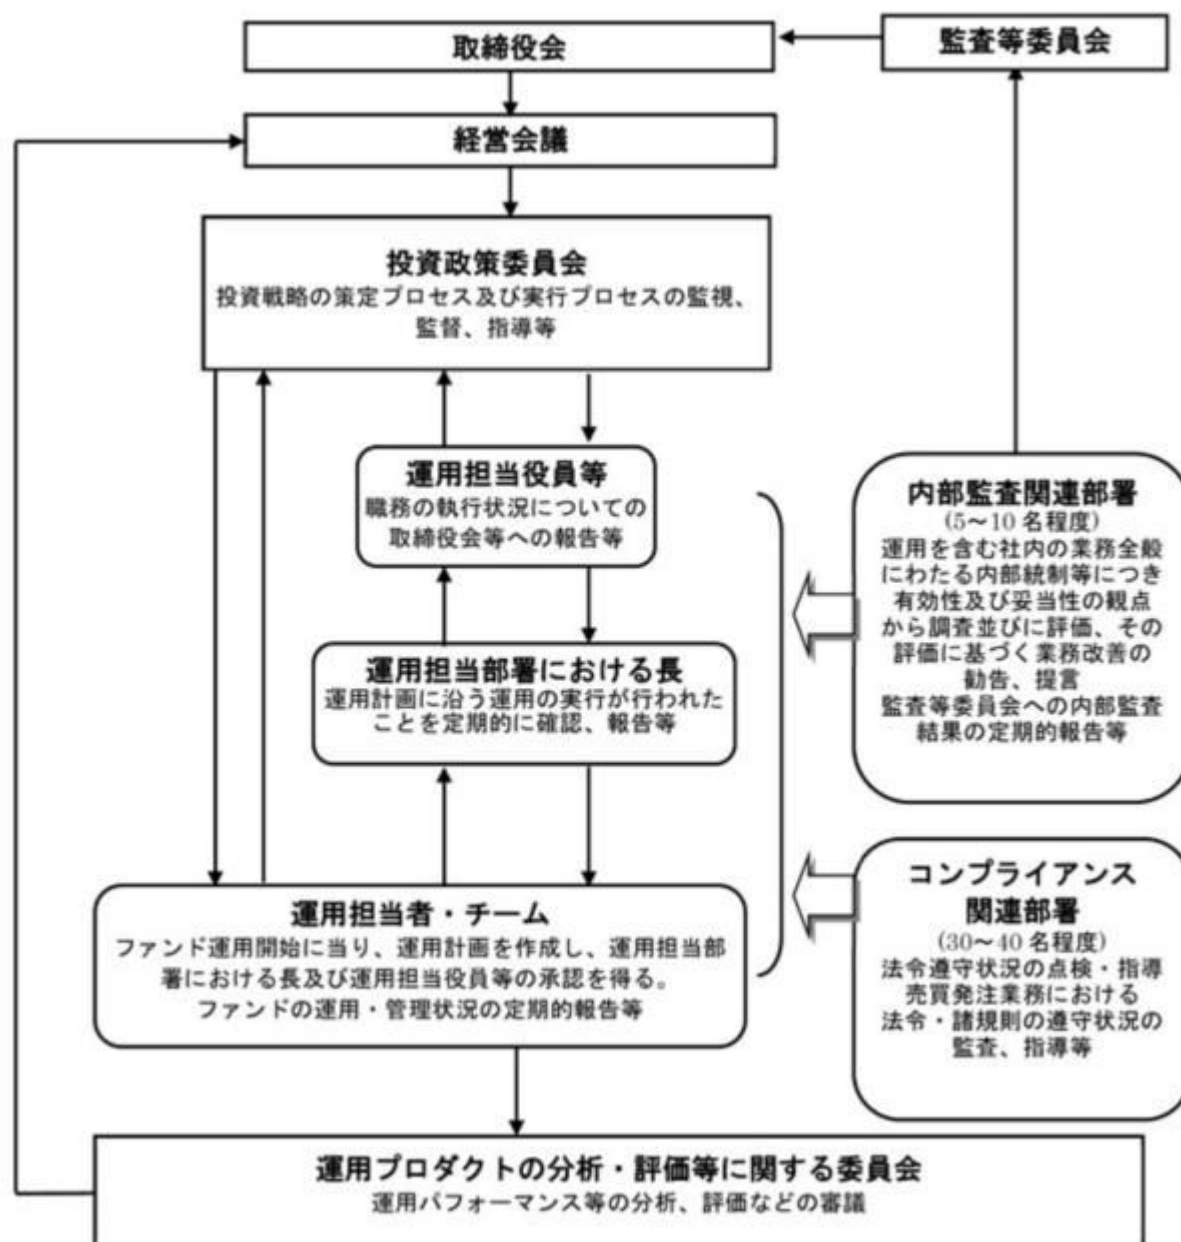 取締役会
監査等委員会
経営会議
投資政策委員会
投資戦略の策定プロセス及び実行プロセスの監視、
監督、指導等
運用担当役員等
職務の執行状況についての
取締役会等への報告等
運用担当部署における長
運用計画に沿う運用の実行が行われた
ことを定期的に確認、報告等
運用担当者・チーム
ファンド運用開始に当り、運用計画を作成し、運用担当部
署における長及び運用担当役員等の承認を得る。
ファンドの運用・管理状況の定期的報告等
内部監査関連部署
(5～10 名程度)
運用を含む社内の業務全般
にわたる内部統制等につき
有効性及び妥当性の観点
から調査並びに評価、その
評価に基づく業務改善の
勧告、提言
監査等委員会への内部監査
結果の定期的報告等
コンプライアンス
関連部署
(30～40 名程度)
法令遵守状況の点検・指導
売買発注業務における
法令・諸規則の遵守状況の
監査、指導等
運用プロダクトの分析・評価等に関する委員会
運用パフォーマンス等の分析、評価などの審議